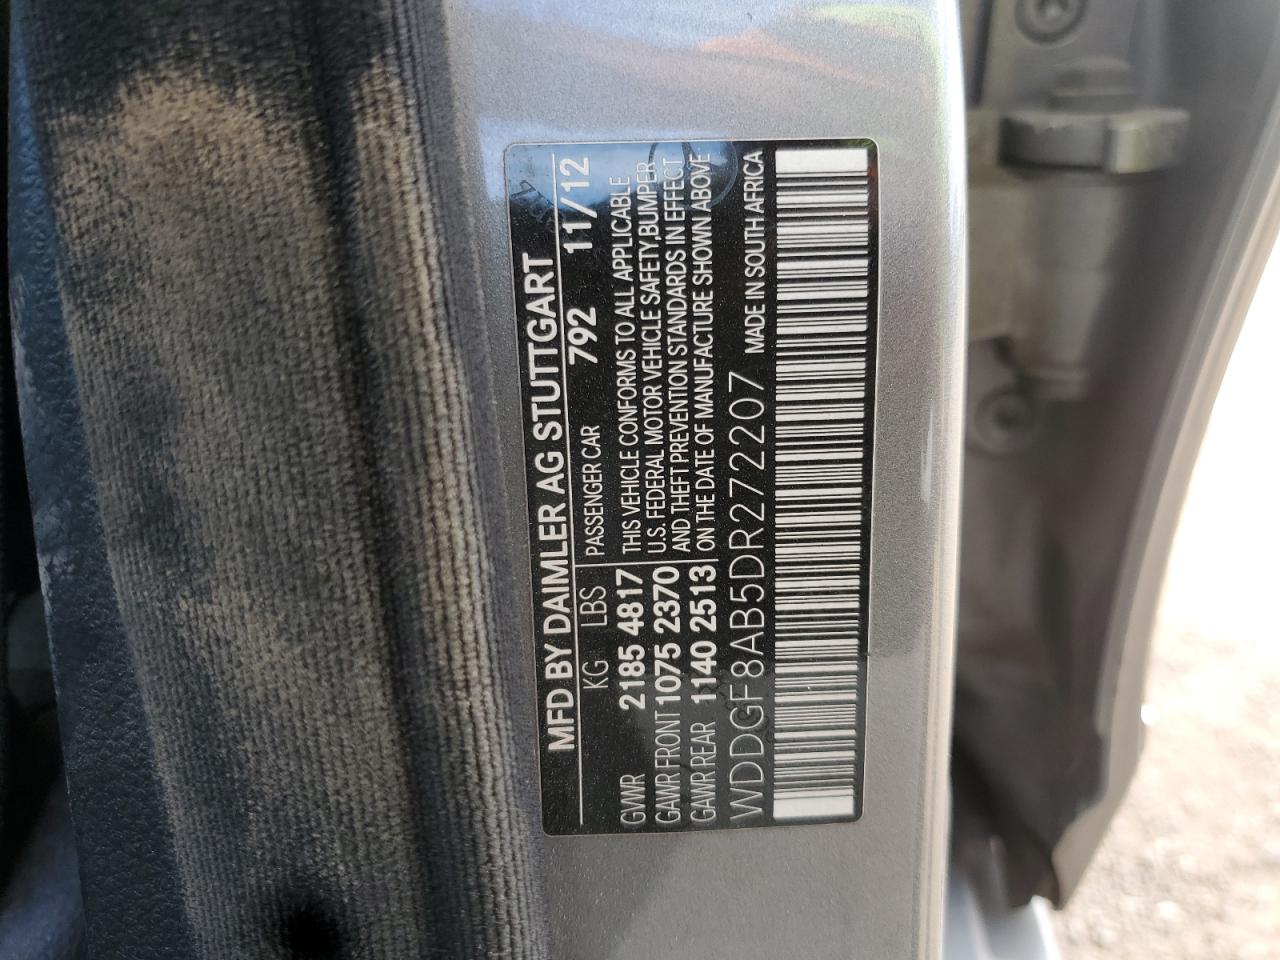 MFD BY DAIMLER AG STUTTGART
KG LBS PASSENGER CAR 792 11/12
GVWR 2185 4817 THIS VEHICLE CONFORMS TO ALL APPLICABLE
GAWR FRONT 1075 2370 U.S. FEDERAL MOTOR VEHICLE SAFETY,BUMPER
AND THEFT PREVENTION STANDARDS IN EFFECT
GAWR REAR 1140 2513 ON THE DATE OF MANUFACTURE SHOWN ABOVE
WDDGF8AB5DR272207 MADE IN SOUTH AFRICA